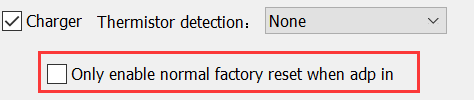 Charger Thermistor detection： None
Only enable normal factory reset when adp in